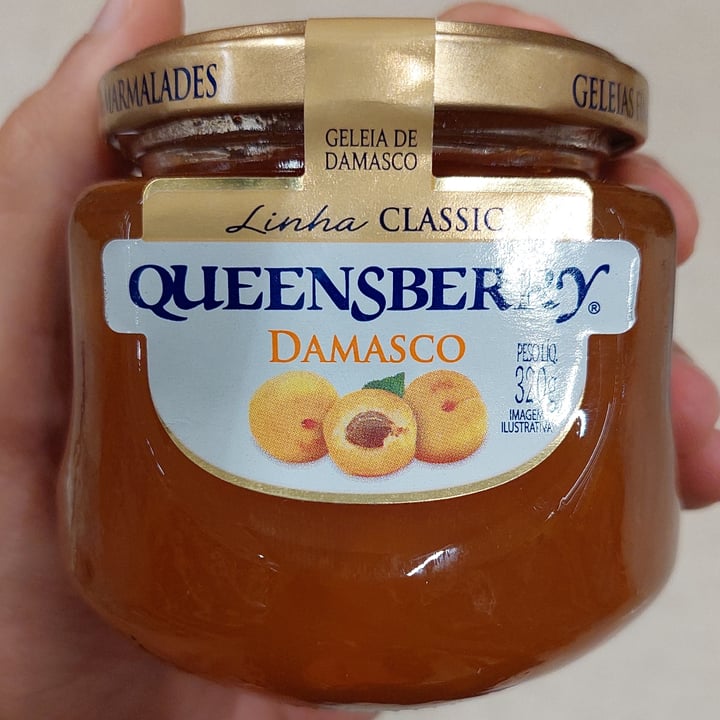 MARMALADES
GELEIAS
GELEIA DE
DAMASCO
Linha CLASSIC
QUEENSBERRY®
DAMASCO
PESO LÍQ.
320g
IMAGEM
ILUSTRATIVA